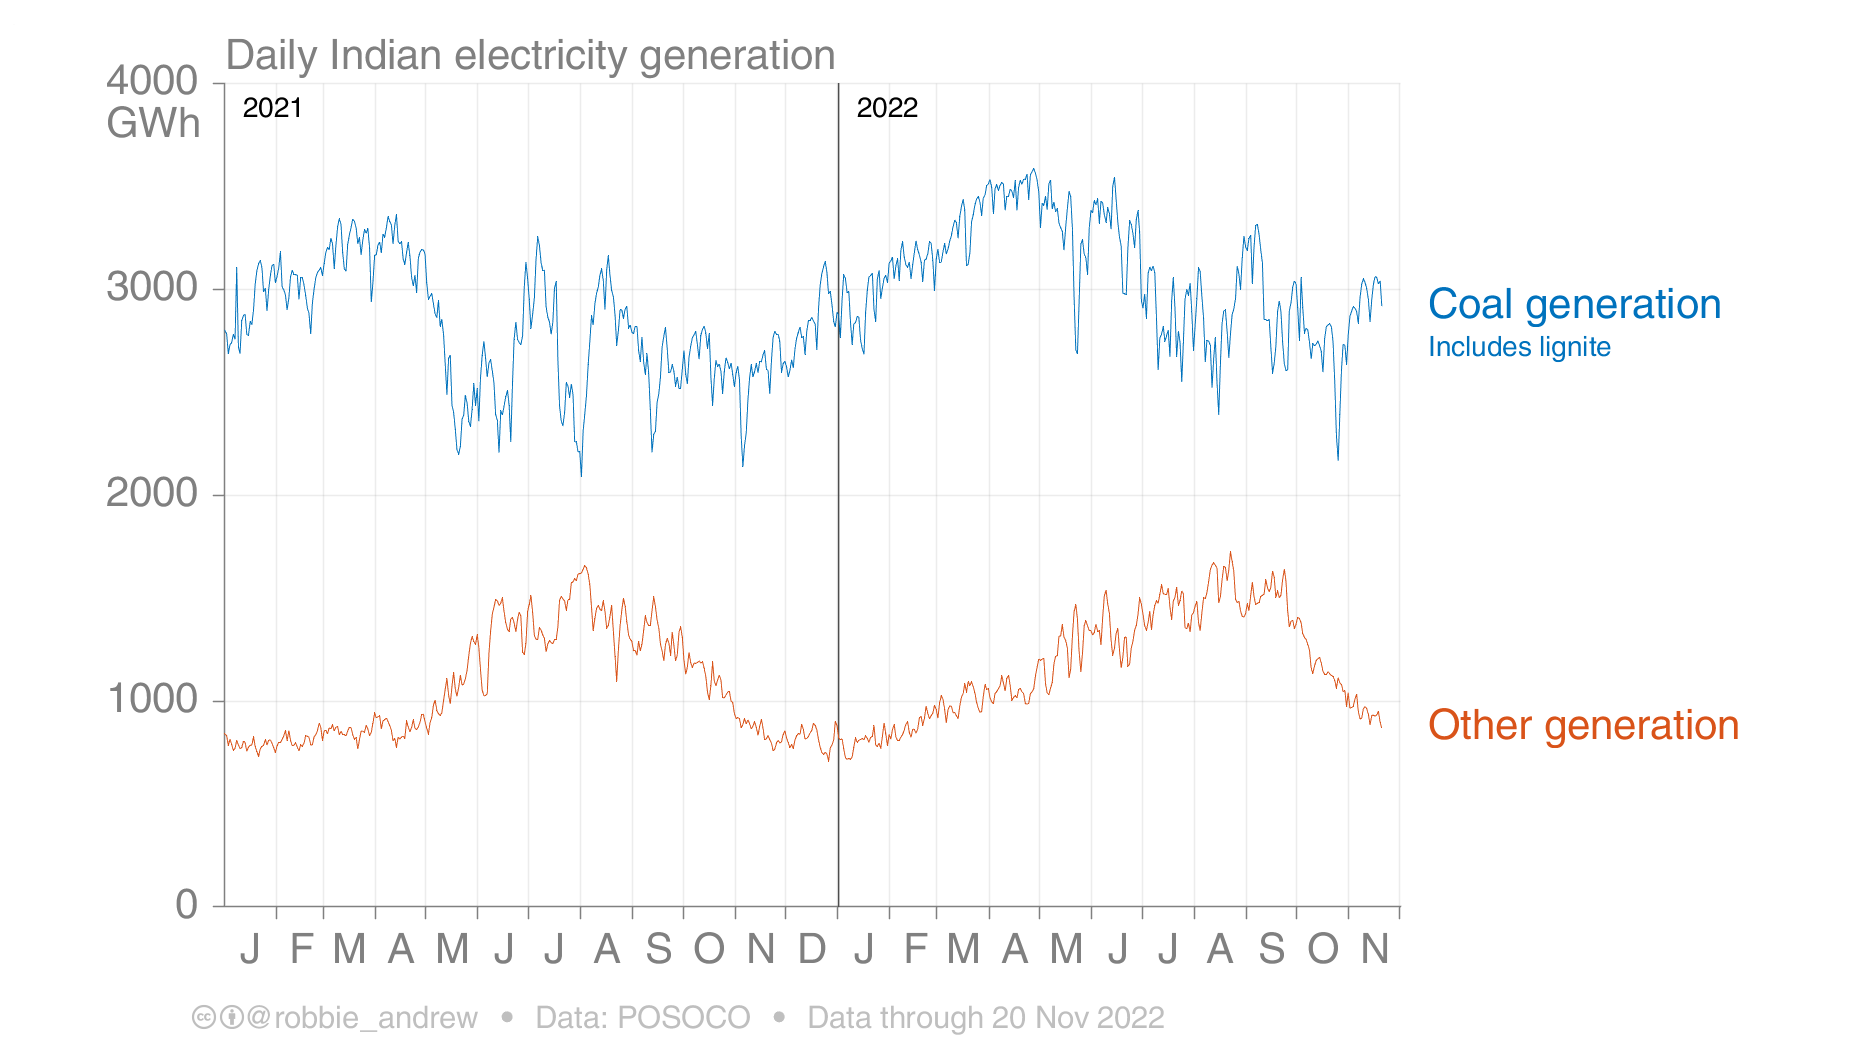 Daily Indian electricity generation
4000
GWh
2021
2022
3000
Coal generation
Includes lignite
2000
1000
Other generation
0
J F M A M J J A S O N D J F M A M J J A S O N
@robbie_andrew • Data: POSOCO • Data through 20 Nov 2022